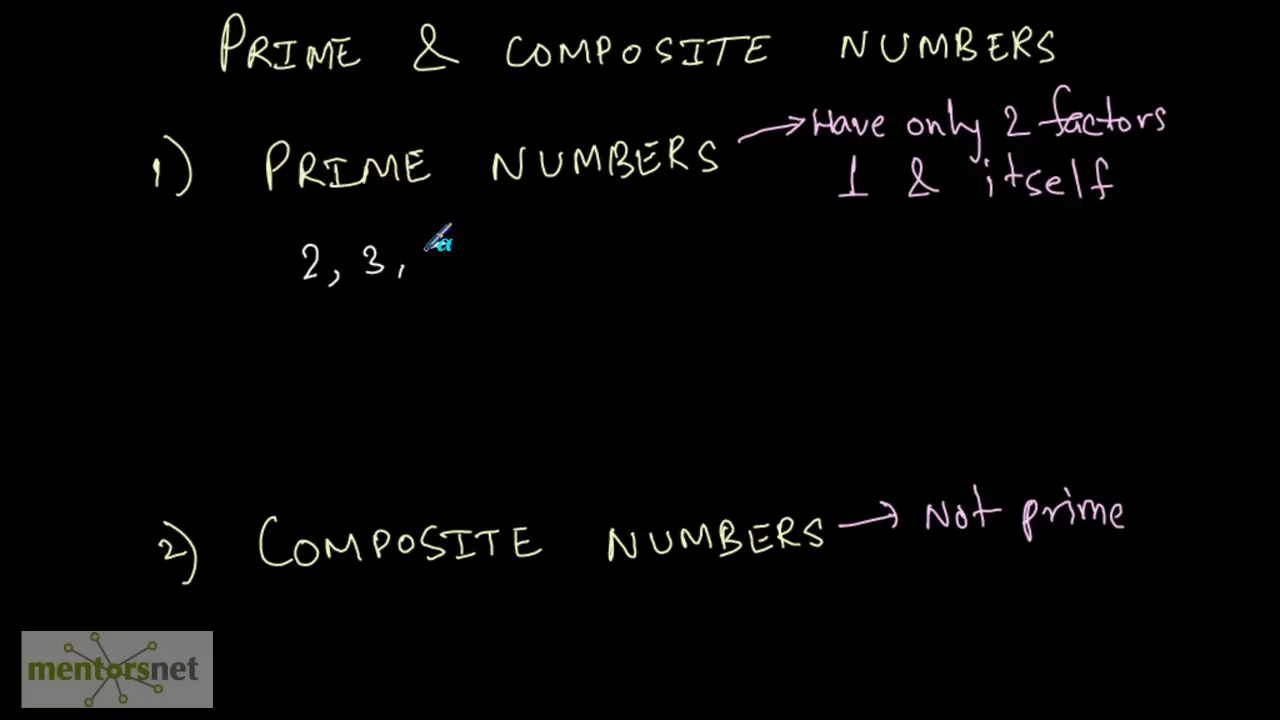 PRIME & COMPOSITE NUMBERS
1) PRIME NUMBERS → Have only 2 factors
1 & itself
2, 3,
2) COMPOSITE NUMBERS → Not prime
mentorsnet